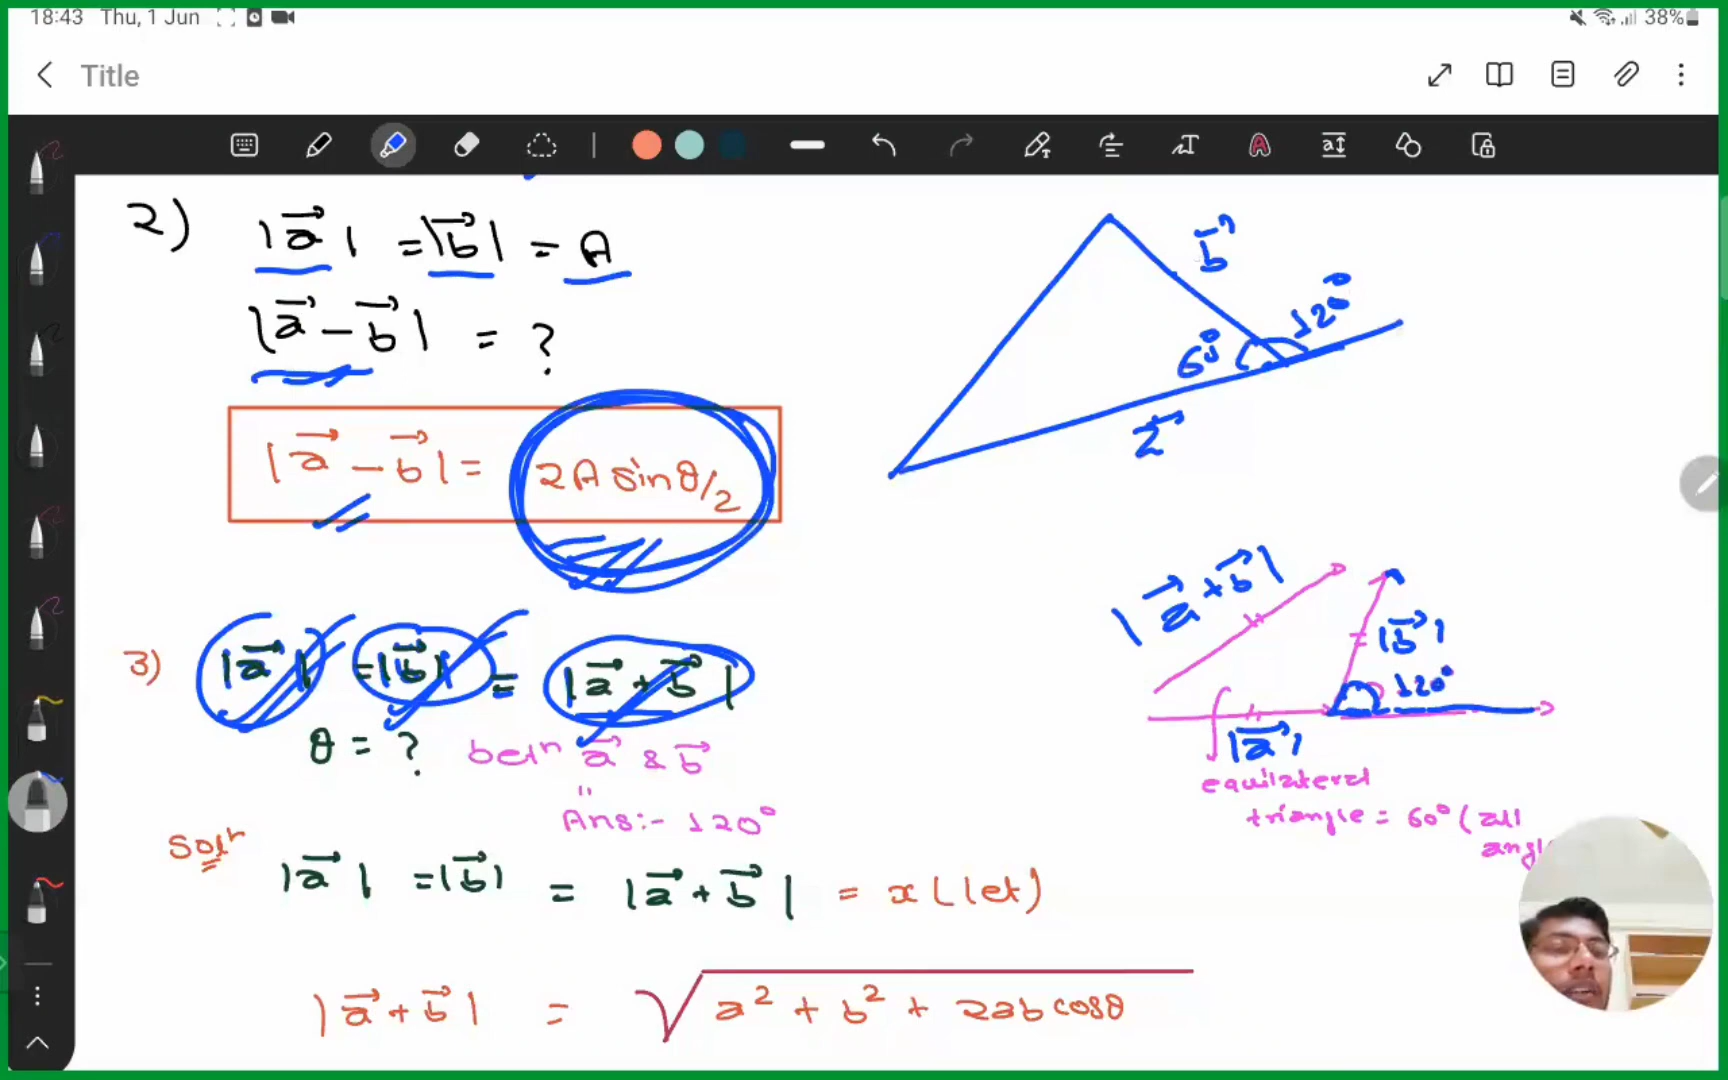 18:43 Thu, 1 Jun
38%
Title
2) |a⃗| = |b⃗| = A
|a⃗ - b⃗| = ?
|a⃗ - b⃗| = 2A sin θ/2
b⃗
120°
60°
a⃗
3) |a⃗| = |b⃗| = |a⃗ + b⃗|
θ = ? betⁿ a⃗ & b⃗
Ans:- 120°
|a⃗ + b⃗|
|b⃗|
120°
|a⃗|
equilateral
triangle = 60° (all
Solⁿ
|a⃗| = |b⃗| = |a⃗ + b⃗| = x (let)
|a⃗ + b⃗| = √(a² + b² + 2ab cosθ)